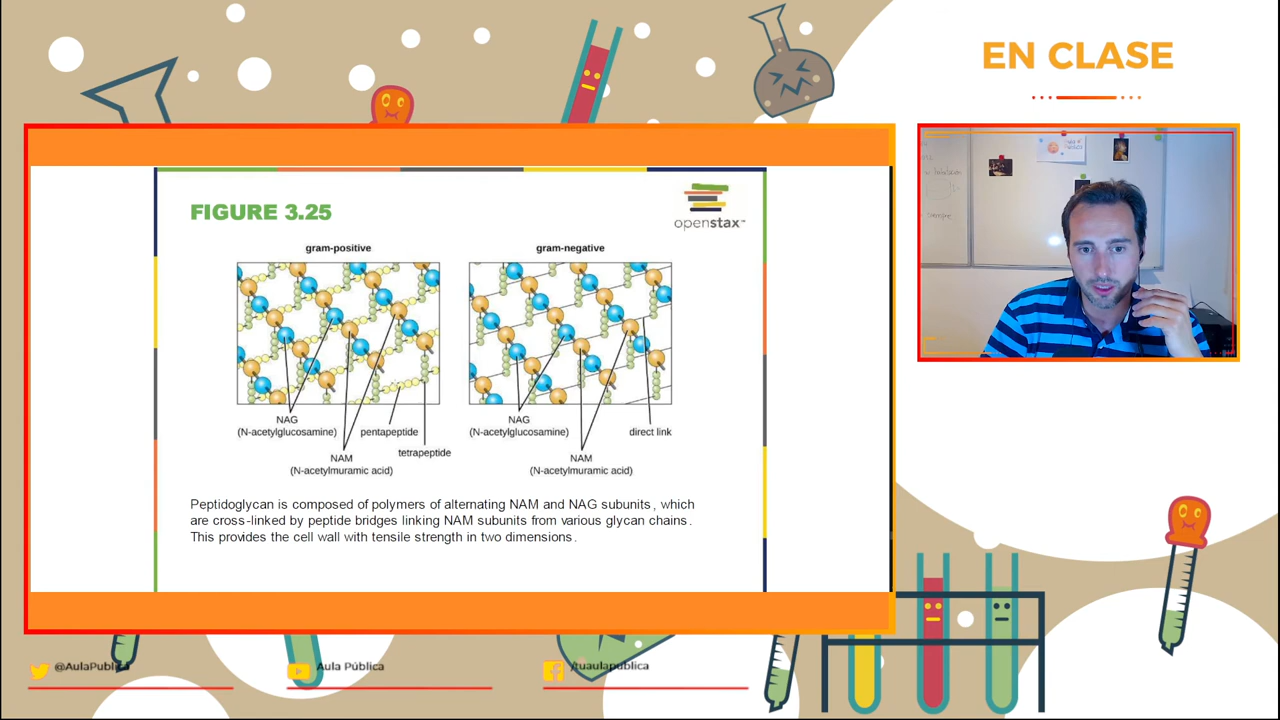 EN CLASE
FIGURE 3.25
openstax™
gram-positive
gram-negative
NAG
(N-acetylglucosamine)
pentapeptide
tetrapeptide
NAM
(N-acetylmuramic acid)
NAG
(N-acetylglucosamine)
direct link
NAM
(N-acetylmuramic acid)
Peptidoglycan is composed of polymers of alternating NAM and NAG subunits, which
are cross-linked by peptide bridges linking NAM subunits from various glycan chains.
This provides the cell wall with tensile strength in two dimensions.
@AulaPublica
Aula Pública
/tuaulapublica